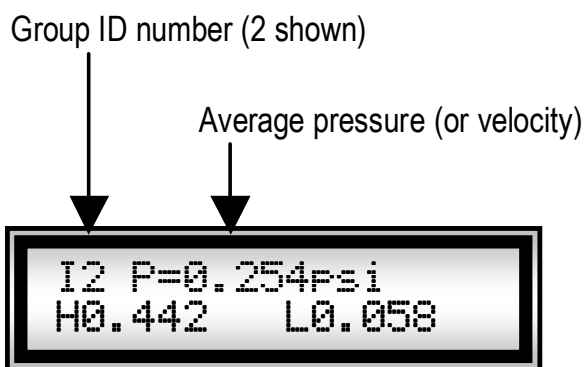 Group ID number (2 shown)
Average pressure (or velocity)
I2 P=0.254psi
H0.442 L0.058